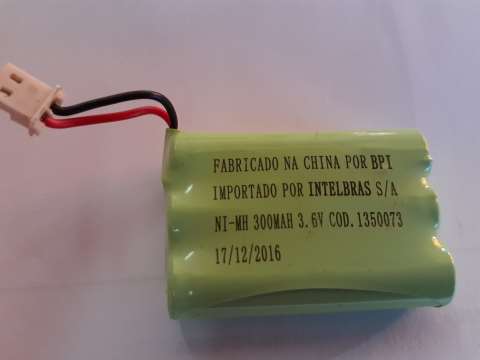 FABRICADO NA CHINA POR BPI
IMPORTADO POR INTELBRAS S/A
NI-MH 300MAH 3.6V COD.1350073
17/12/2016